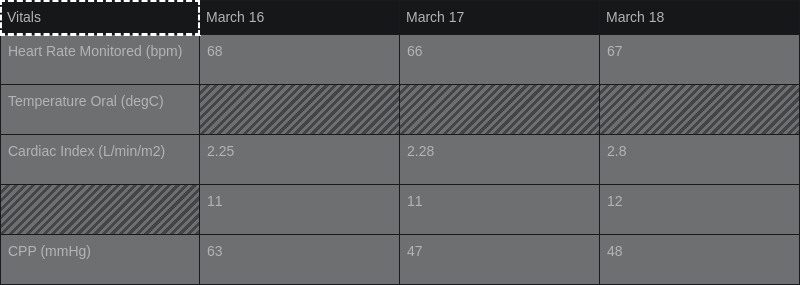 Vitals March 16 March 17 March 18
Heart Rate Monitored (bpm) 68 66 67
Temperature Oral (degC)
Cardiac Index (L/min/m2) 2.25 2.28 2.8
11 11 12
CPP (mmHg) 63 47 48